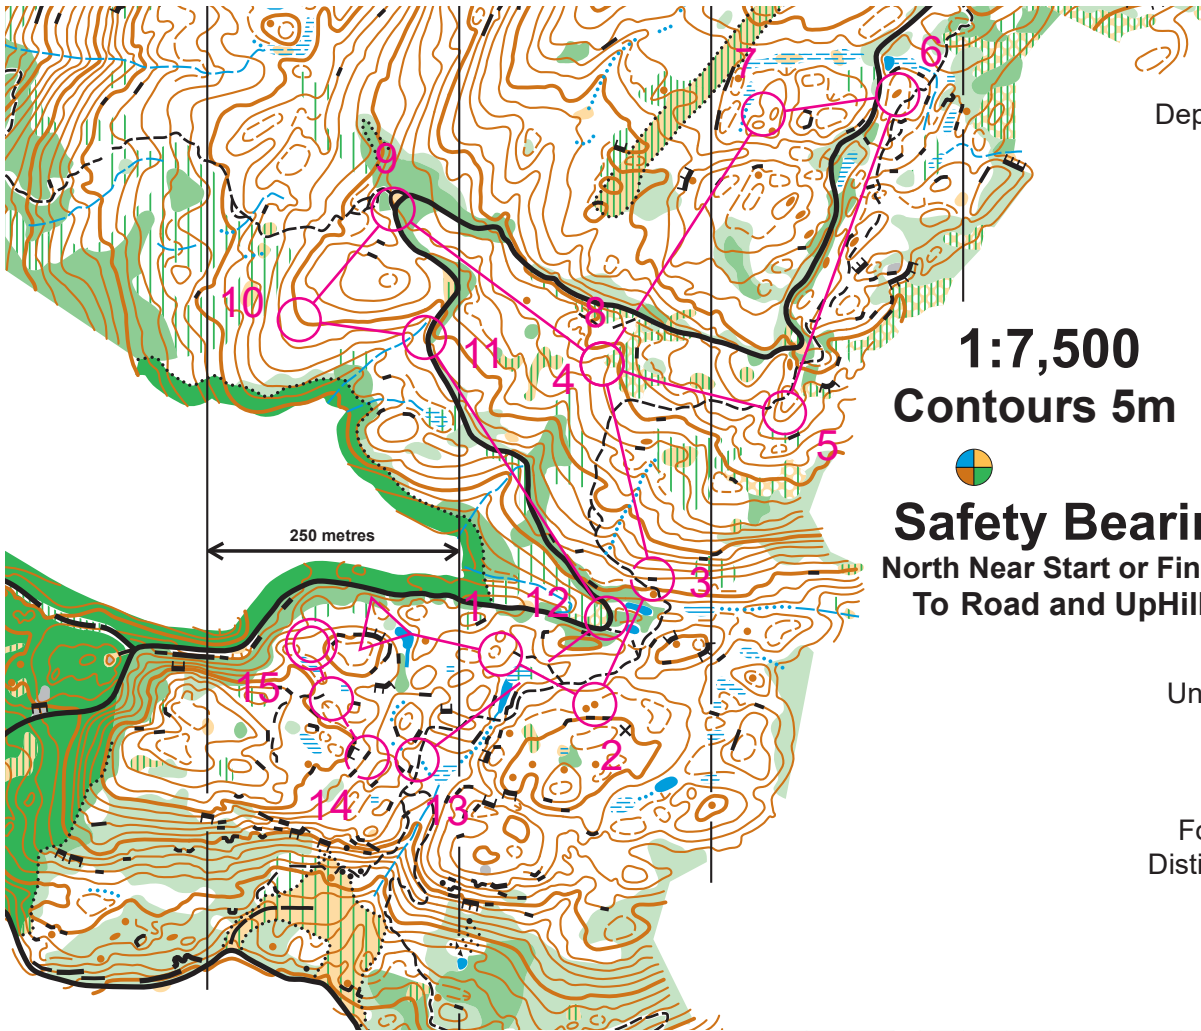 6
7
Dep
9
10
8
11
4
1:7,500
Contours 5m
5
Safety Bearin
250 metres
North Near Start or Fin
3
1
12
To Road and UpHill
15
Un
2
14
13
Fo
Disti